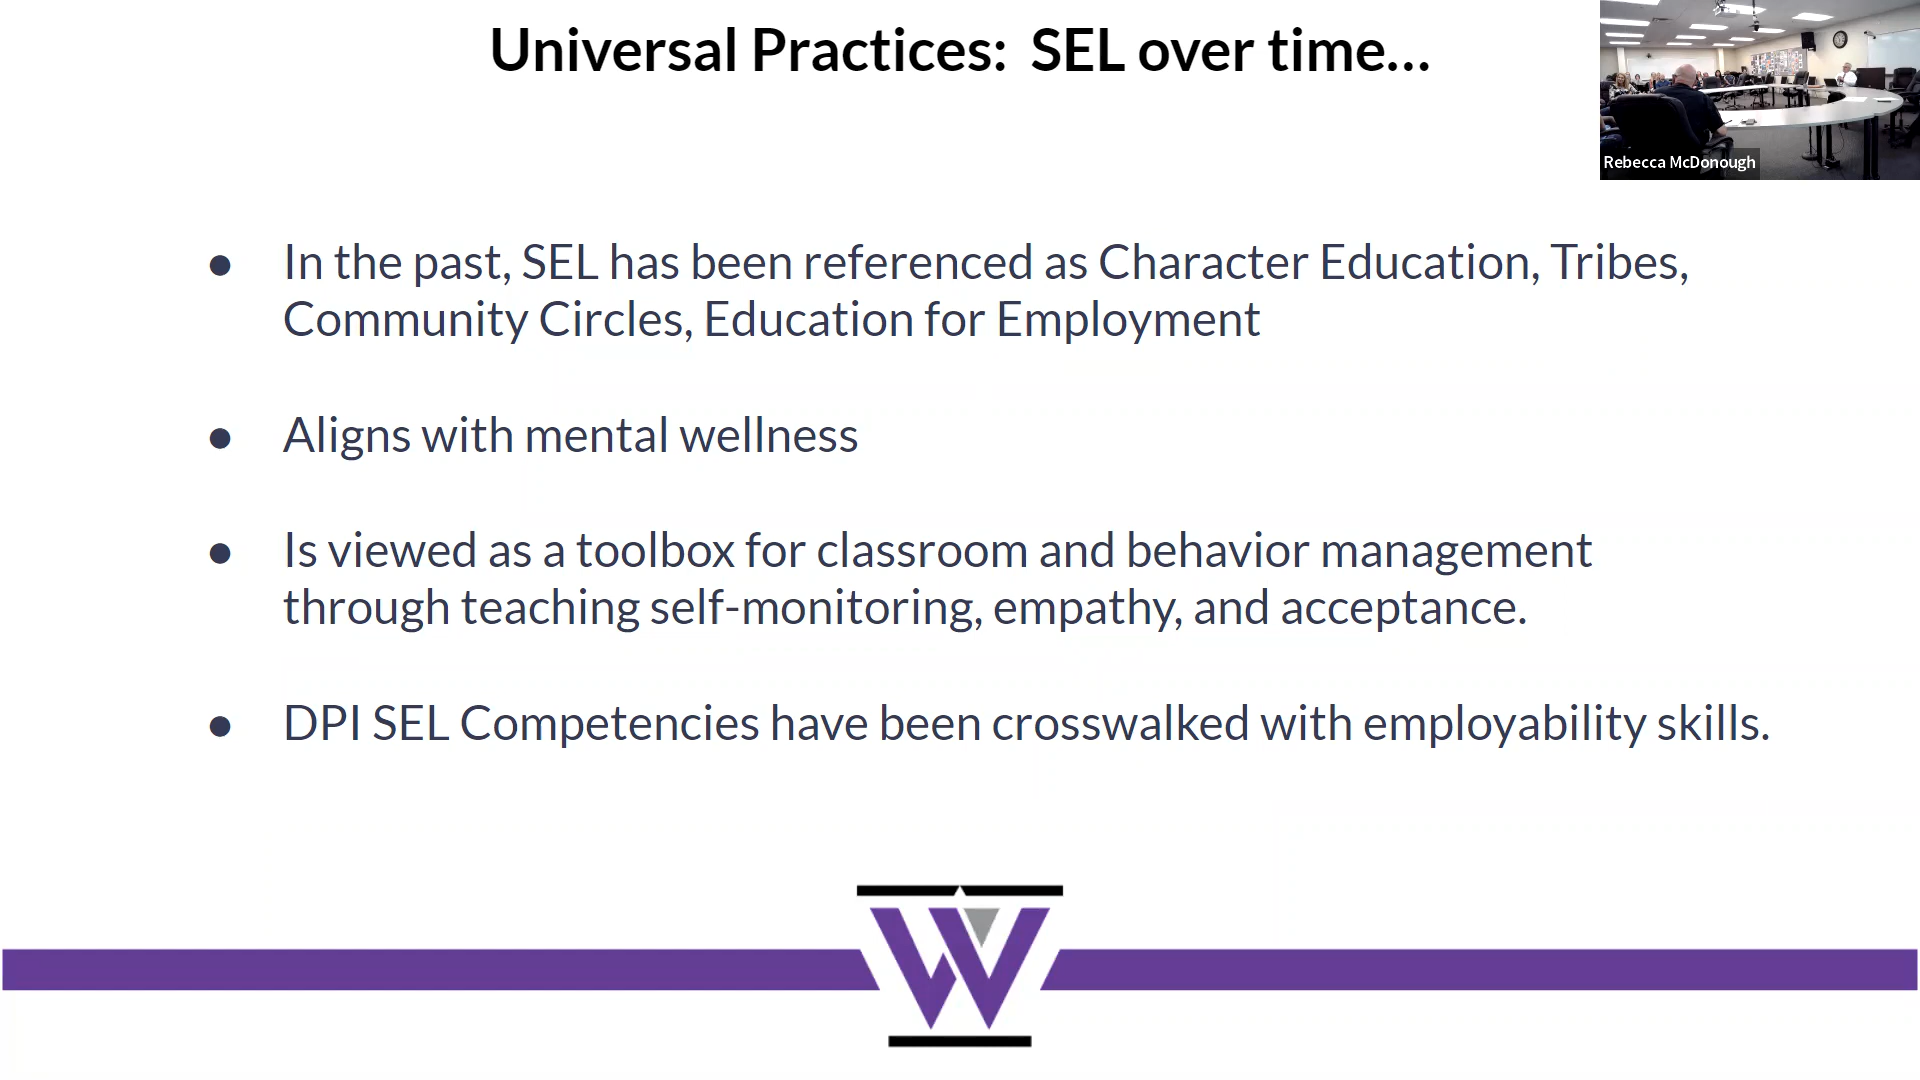 Universal Practices: SEL over time...
Rebecca McDonough
● In the past, SEL has been referenced as Character Education, Tribes,
Community Circles, Education for Employment
● Aligns with mental wellness
● Is viewed as a toolbox for classroom and behavior management
through teaching self-monitoring, empathy, and acceptance.
● DPI SEL Competencies have been crosswalked with employability skills.
W